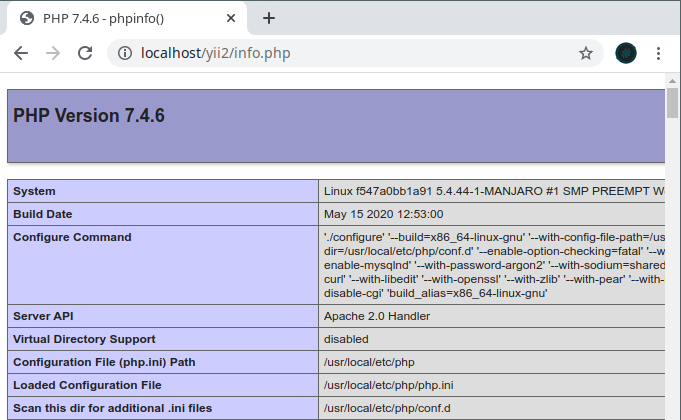 PHP 7.4.6 - phpinfo()
localhost/yii2/info.php
PHP Version 7.4.6
System Linux f547a0bb1a91 5.4.44-1-MANJARO #1 SMP PREEMPT W
Build Date May 15 2020 12:53:00
Configure Command './configure' '--build=x86_64-linux-gnu' '--with-config-file-path=/us
dir=/usr/local/etc/php/conf.d' '--enable-option-checking=fatal' '--w
enable-mysqlnd' '--with-password-argon2' '--with-sodium=shared
curl' '--with-libedit' '--with-openssl' '--with-zlib' '--with-pear' '--with-
disable-cgi' 'build_alias=x86_64-linux-gnu'
Server API Apache 2.0 Handler
Virtual Directory Support disabled
Configuration File (php.ini) Path /usr/local/etc/php
Loaded Configuration File /usr/local/etc/php/php.ini
Scan this dir for additional .ini files /usr/local/etc/php/conf.d